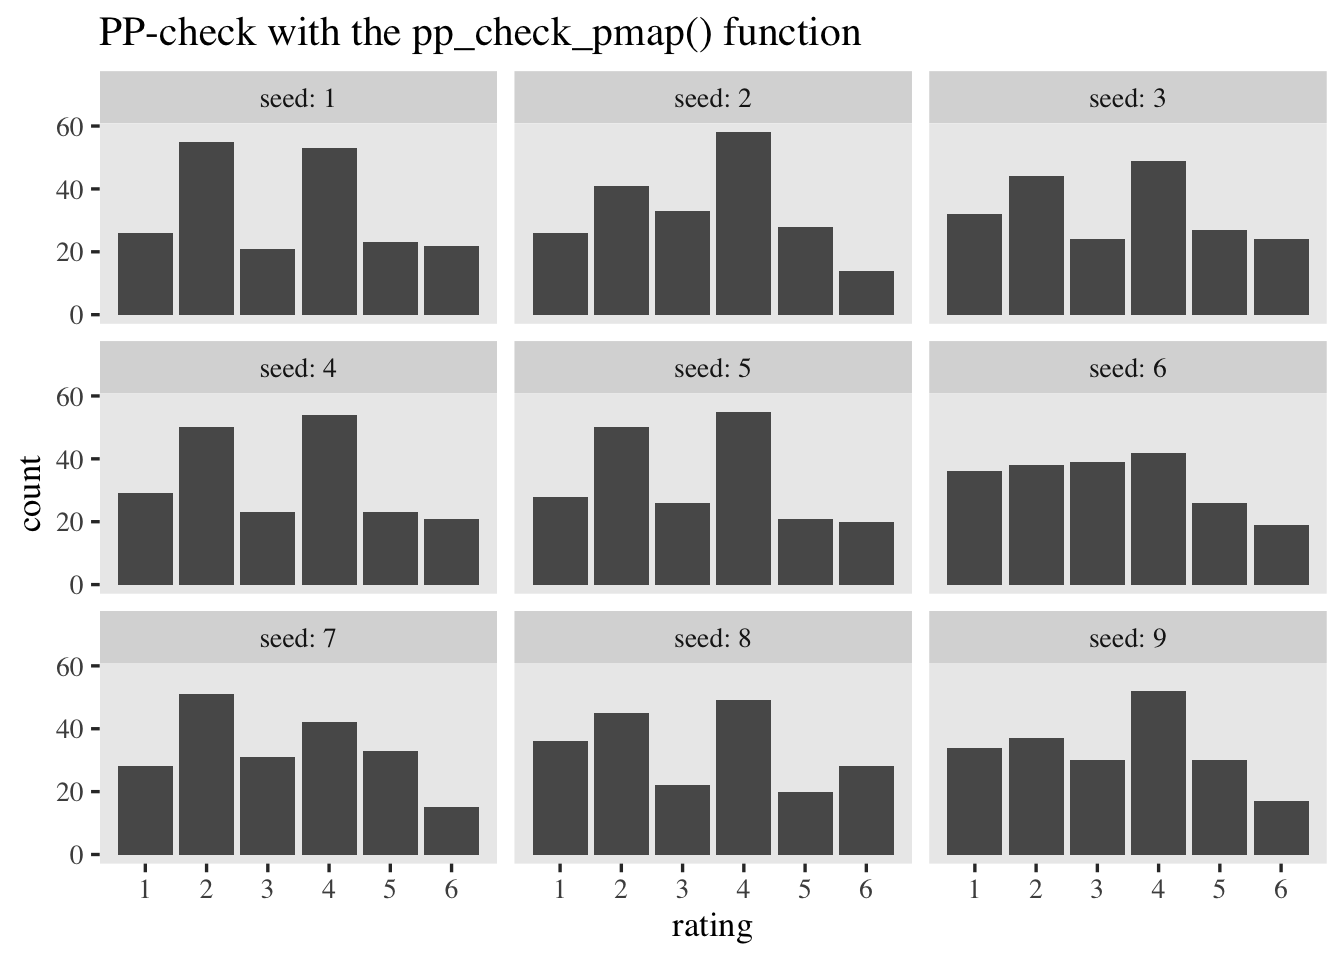 PP-check with the pp_check_pmap() function
seed: 1 seed: 2 seed: 3
60
40
20
0
seed: 4 seed: 5 seed: 6
60
40
20
0
count
seed: 7 seed: 8 seed: 9
60
40
20
0
1 2 3 4 5 6 1 2 3 4 5 6 1 2 3 4 5 6
rating